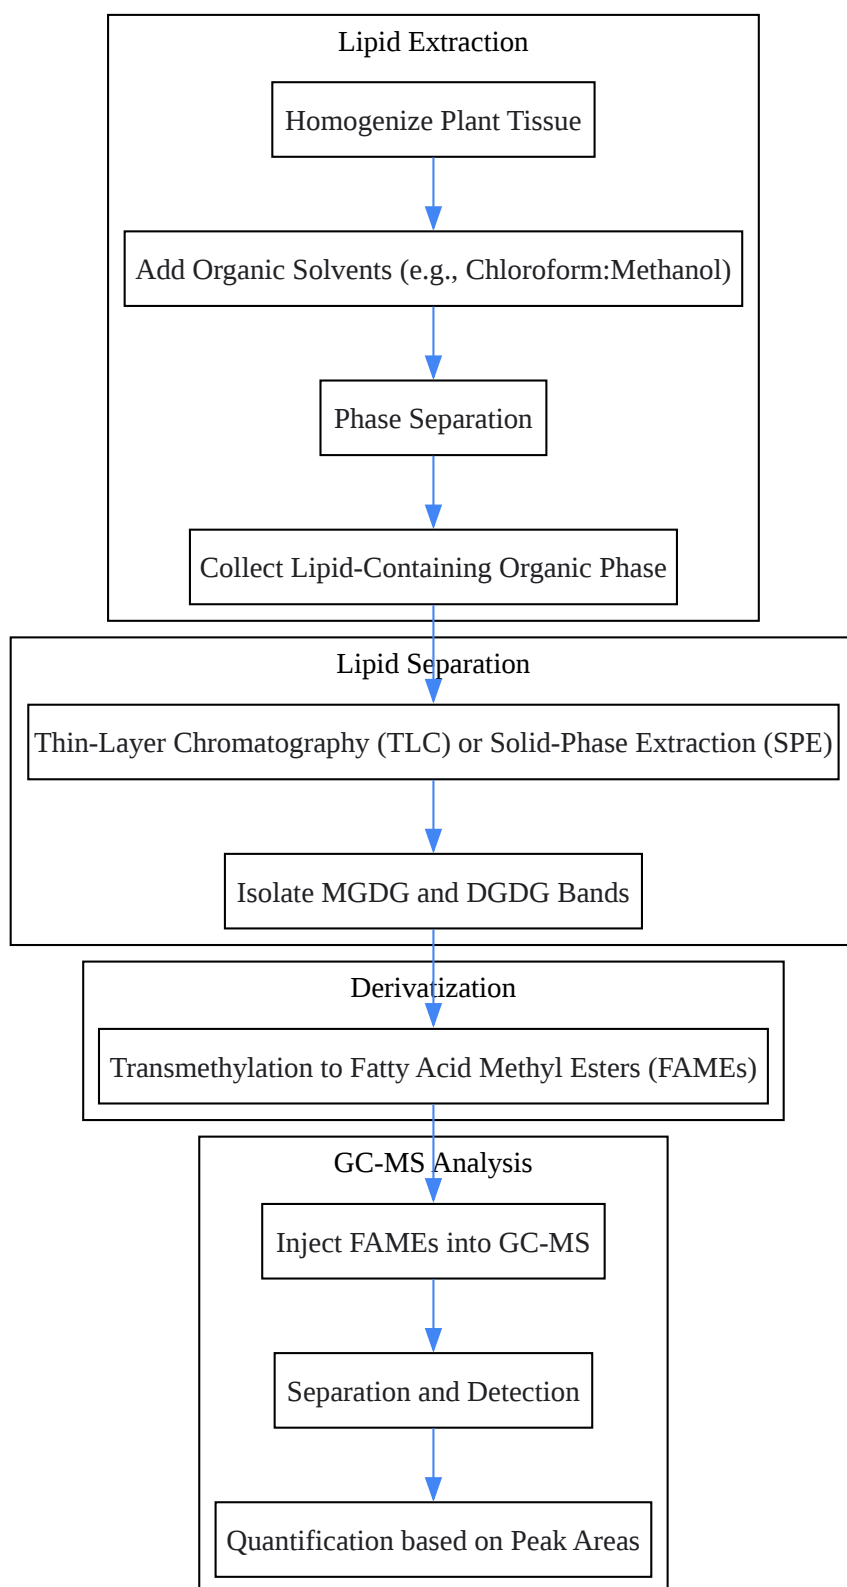 Lipid Extraction
Homogenize Plant Tissue
Add Organic Solvents (e.g., Chloroform:Methanol)
Phase Separation
Collect Lipid-Containing Organic Phase
Lipid Separation
Thin-Layer Chromatography (TLC) or Solid-Phase Extraction (SPE)
Isolate MGDG and DGDG Bands
Derivatization
Transmethylation to Fatty Acid Methyl Esters (FAMEs)
GC-MS Analysis
Inject FAMEs into GC-MS
Separation and Detection
Quantification based on Peak Areas